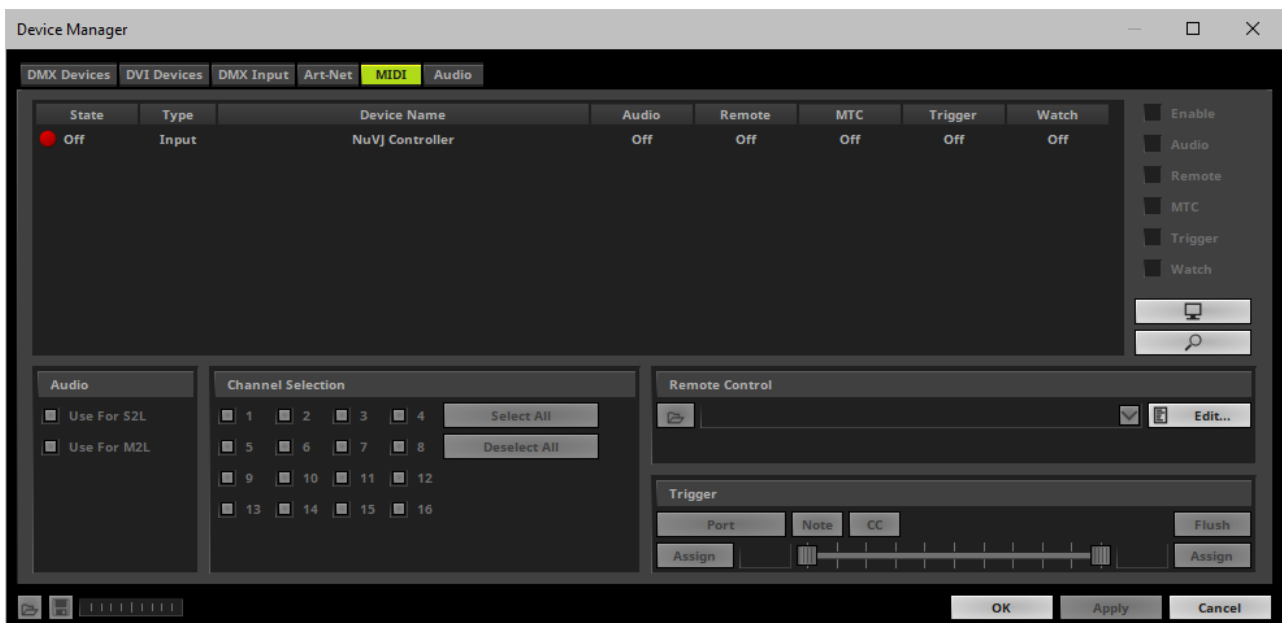 Device Manager
DMX Devices DVI Devices DMX Input Art-Net MIDI Audio
State Type Device Name Audio Remote MTC Trigger Watch
Off Input NuVJ Controller Off Off Off Off Off
Enable
Audio
Remote
MTC
Trigger
Watch
Audio
Use For S2L
Use For M2L
Channel Selection
1 2 3 4 Select All
5 6 7 8 Deselect All
9 10 11 12
13 14 15 16
Remote Control
Edit...
Trigger
Port Note CC Flush
Assign Assign
OK Apply Cancel